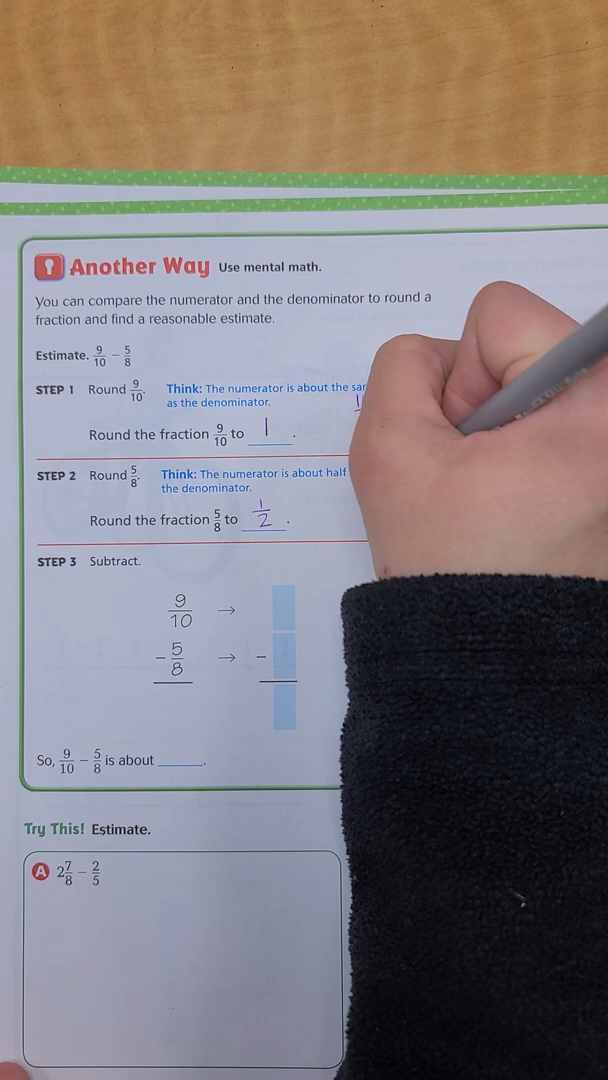 Another Way Use mental math.
You can compare the numerator and the denominator to round a
fraction and find a reasonable estimate.
Estimate. 9/10 − 5/8
STEP 1 Round 9/10. Think: The numerator is about the
as the denominator.
Round the fraction 9/10 to 1.
STEP 2 Round 5/8. Think: The numerator is about half
the denominator.
Round the fraction 5/8 to 1/2.
STEP 3 Subtract.
9/10 →
− 5/8 → −
So, 9/10 − 5/8 is about ____.
Try This! Estimate.
A 2 7/8 − 2/5